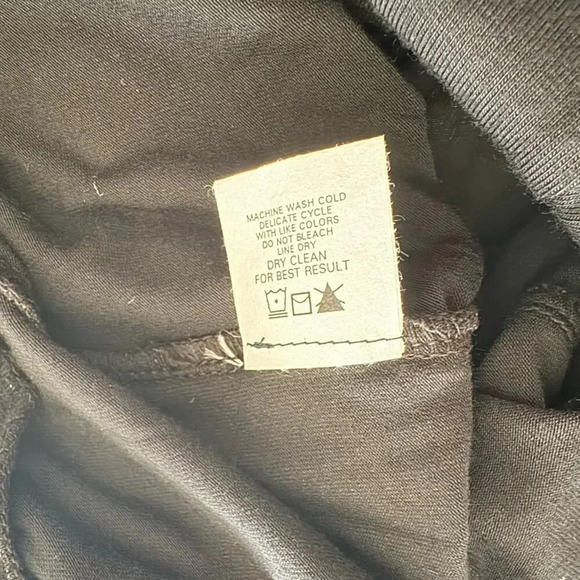 MACHINE WASH COLD
DELICATE CYCLE
WITH LIKE COLORS
DO NOT BLEACH
LINE DRY
DRY CLEAN
FOR BEST RESULT